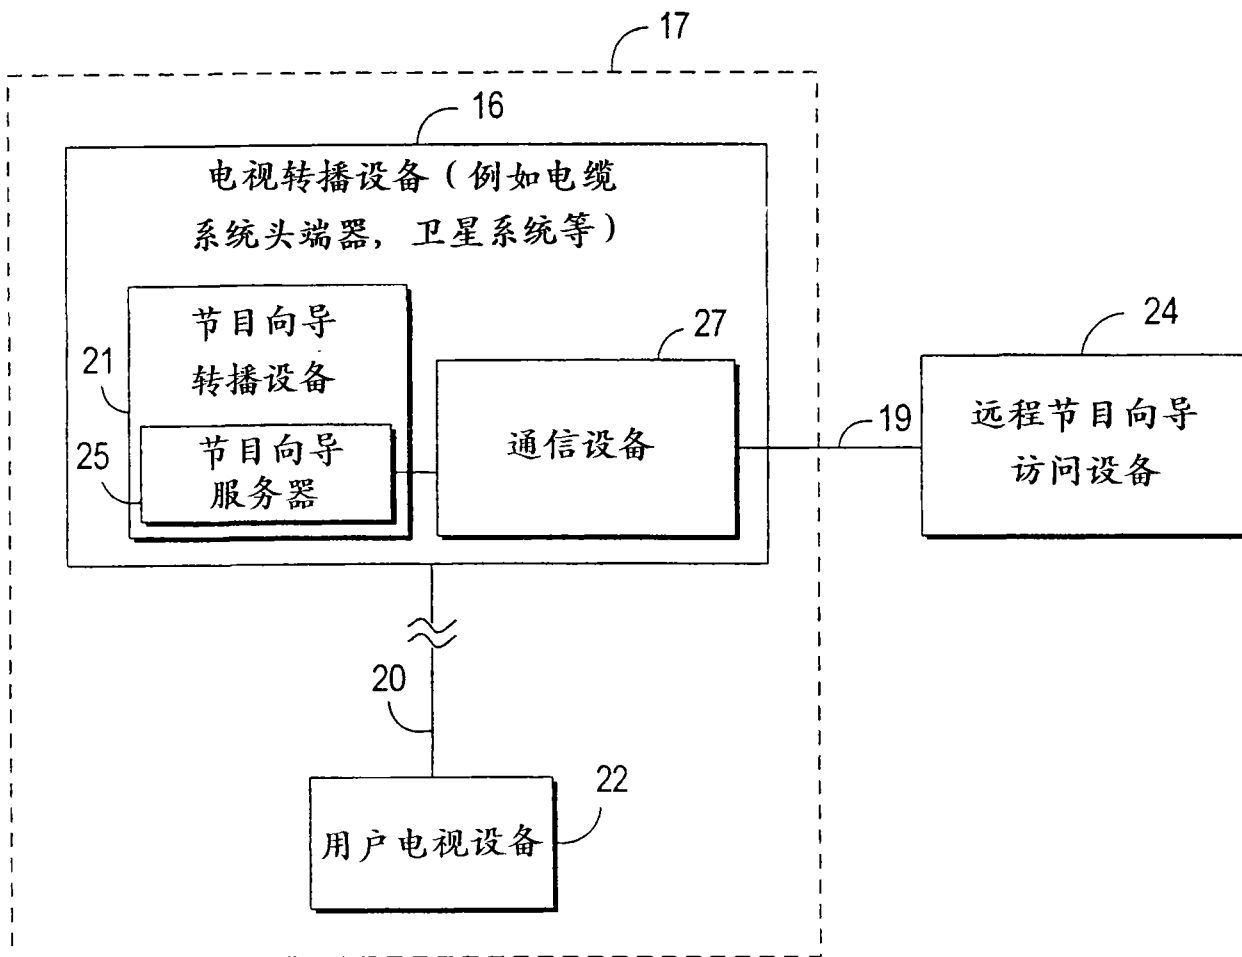 17
16
电视转播设备（例如电缆
系统头端器，卫星系统等）
节目向导
转播设备
21
25
节目向导
服务器
27
通信设备
19
24
远程节目向导
访问设备
20
22
用户电视设备